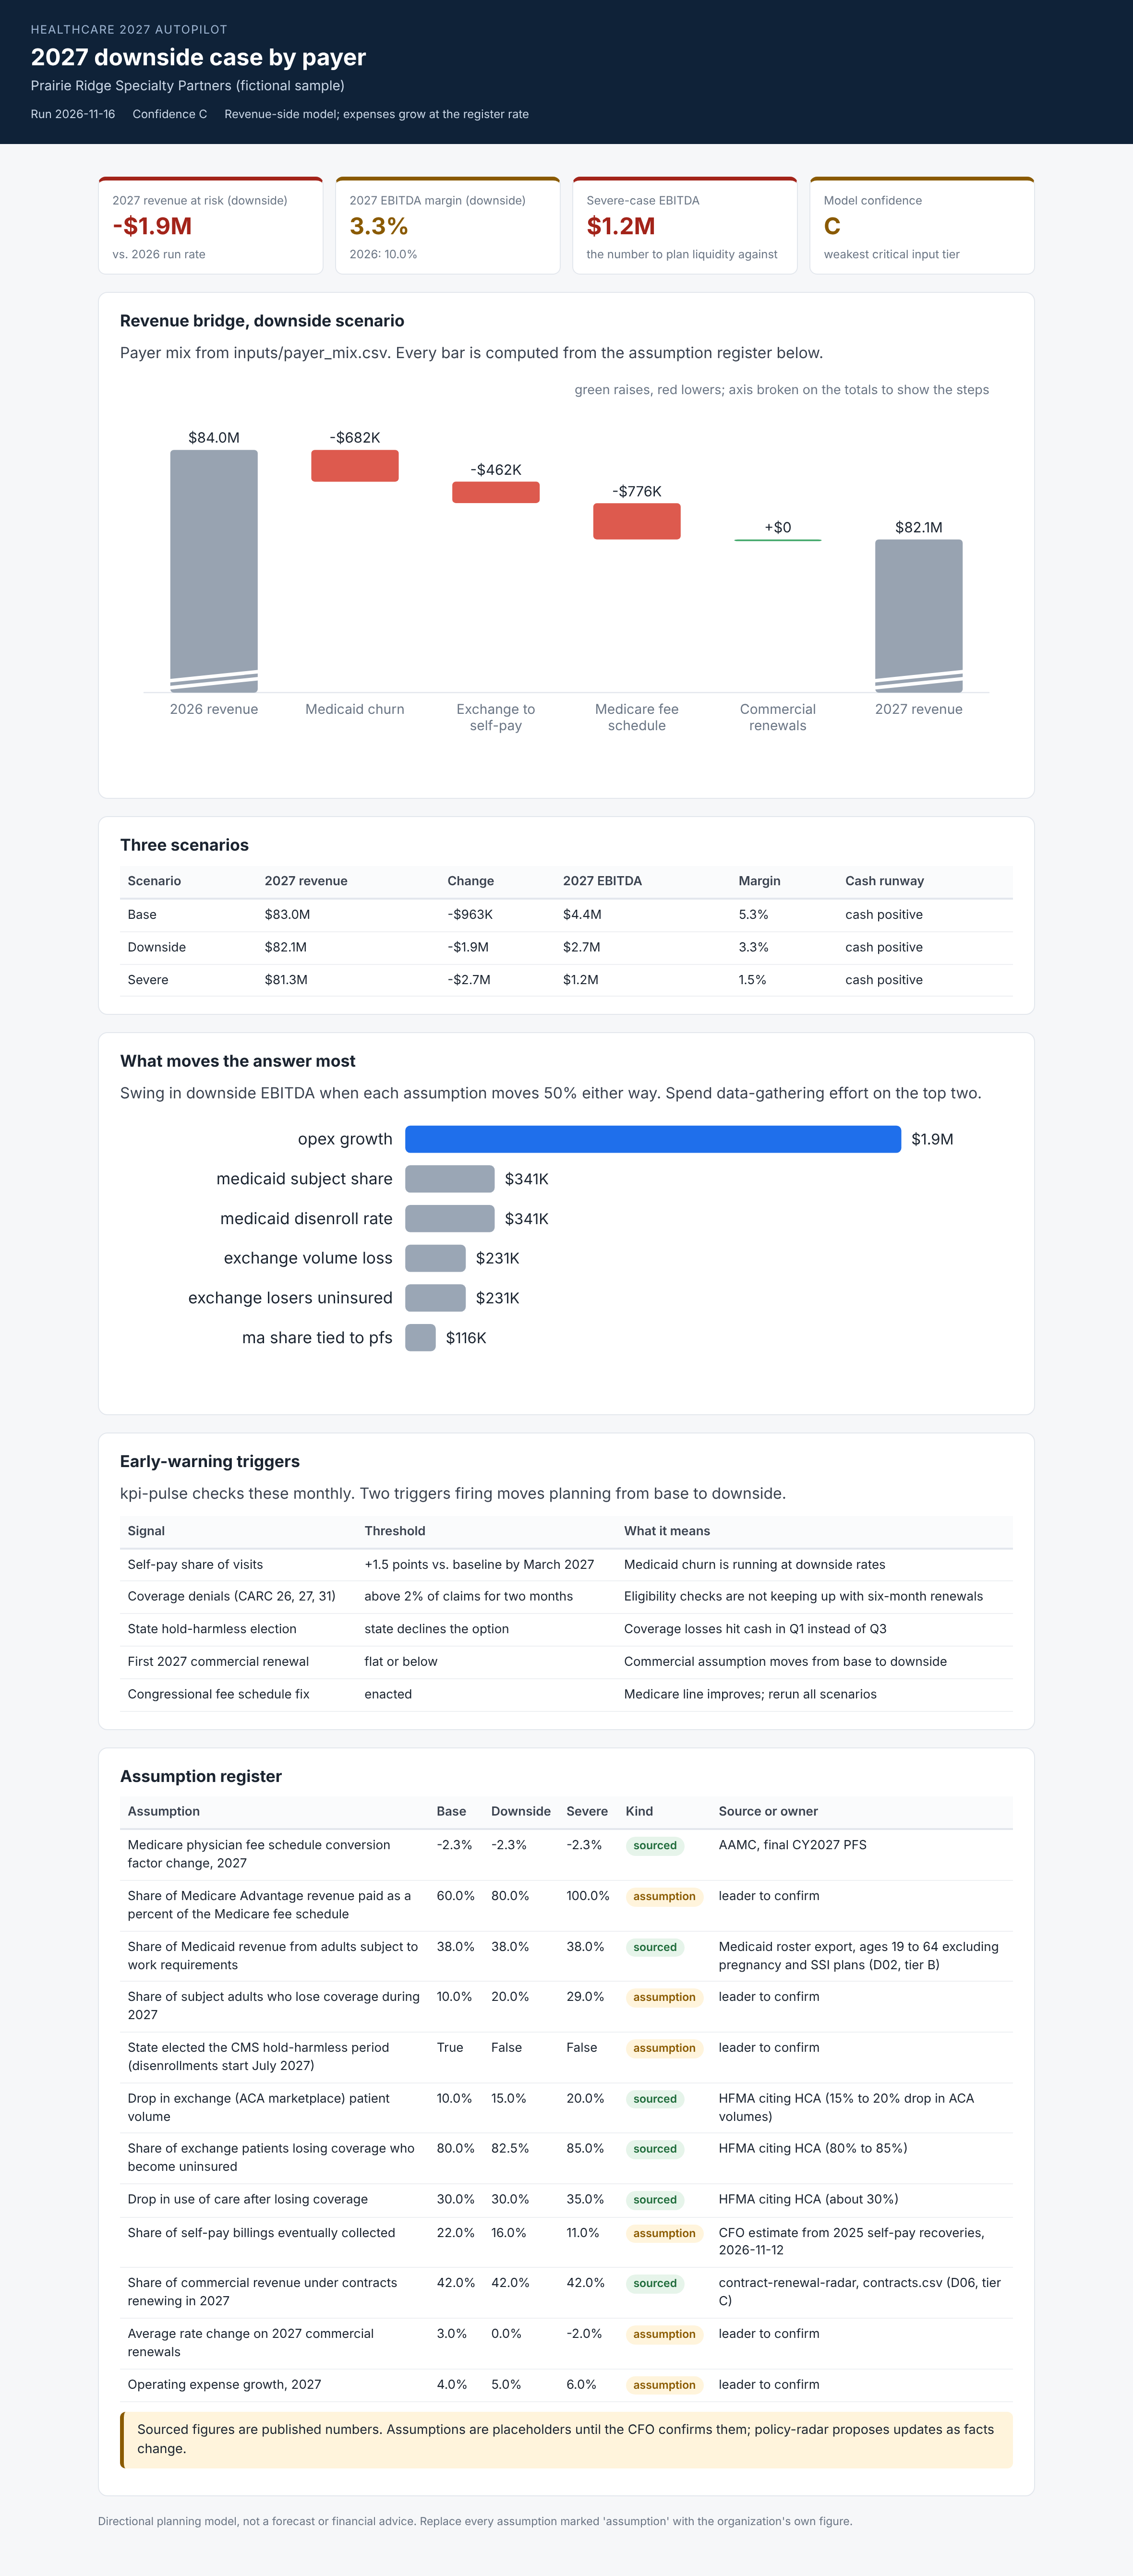 HEALTHCARE 2027 AUTOPILOT
2027 downside case by payer
Prairie Ridge Specialty Partners (fictional sample)
Run 2026-11-16 Confidence C Revenue-side model; expenses grow at the register rate
2027 revenue at risk (downside)
-$1.9M
vs. 2026 run rate
2027 EBITDA margin (downside)
3.3%
2026: 10.0%
Severe-case EBITDA
$1.2M
the number to plan liquidity against
Model confidence
C
weakest critical input tier
Revenue bridge, downside scenario
Payer mix from inputs/payer_mix.csv. Every bar is computed from the assumption register below.
green raises, red lowers; axis broken on the totals to show the steps
$84.0M
-$682K
-$462K
-$776K
+$0
$82.1M
2026 revenue
Medicaid churn
Exchange to
self-pay
Medicare fee
schedule
Commercial
renewals
2027 revenue
Three scenarios
Scenario 2027 revenue Change 2027 EBITDA Margin Cash runway
Base $83.0M -$963K $4.4M 5.3% cash positive
Downside $82.1M -$1.9M $2.7M 3.3% cash positive
Severe $81.3M -$2.7M $1.2M 1.5% cash positive
What moves the answer most
Swing in downside EBITDA when each assumption moves 50% either way. Spend data-gathering effort on the top two.
opex growth $1.9M
medicaid subject share $341K
medicaid disenroll rate $341K
exchange volume loss $231K
exchange losers uninsured $231K
ma share tied to pfs $116K
Early-warning triggers
kpi-pulse checks these monthly. Two triggers firing moves planning from base to downside.
Signal Threshold What it means
Self-pay share of visits +1.5 points vs. baseline by March 2027 Medicaid churn is running at downside rates
Coverage denials (CARC 26, 27, 31) above 2% of claims for two months Eligibility checks are not keeping up with six-month renewals
State hold-harmless election state declines the option Coverage losses hit cash in Q1 instead of Q3
First 2027 commercial renewal flat or below Commercial assumption moves from base to downside
Congressional fee schedule fix enacted Medicare line improves; rerun all scenarios
Assumption register
Assumption Base Downside Severe Kind Source or owner
Medicare physician fee schedule conversion
factor change, 2027
-2.3% -2.3% -2.3% sourced AAMC, final CY2027 PFS
Share of Medicare Advantage revenue paid as a
percent of the Medicare fee schedule
60.0% 80.0% 100.0% assumption leader to confirm
Share of Medicaid revenue from adults subject to
work requirements
38.0% 38.0% 38.0% sourced Medicaid roster export, ages 19 to 64 excluding
pregnancy and SSI plans (D02, tier B)
Share of subject adults who lose coverage during
2027
10.0% 20.0% 29.0% assumption leader to confirm
State elected the CMS hold-harmless period
(disenrollments start July 2027)
True False False assumption leader to confirm
Drop in exchange (ACA marketplace) patient
volume
10.0% 15.0% 20.0% sourced HFMA citing HCA (15% to 20% drop in ACA
volumes)
Share of exchange patients losing coverage who
become uninsured
80.0% 82.5% 85.0% sourced HFMA citing HCA (80% to 85%)
Drop in use of care after losing coverage 30.0% 30.0% 35.0% sourced HFMA citing HCA (about 30%)
Share of self-pay billings eventually collected 22.0% 16.0% 11.0% assumption CFO estimate from 2025 self-pay recoveries,
2026-11-12
Share of commercial revenue under contracts
renewing in 2027
42.0% 42.0% 42.0% sourced contract-renewal-radar, contracts.csv (D06, tier
C)
Average rate change on 2027 commercial
renewals
3.0% 0.0% -2.0% assumption leader to confirm
Operating expense growth, 2027 4.0% 5.0% 6.0% assumption leader to confirm
Sourced figures are published numbers. Assumptions are placeholders until the CFO confirms them; policy-radar proposes updates as facts
change.
Directional planning model, not a forecast or financial advice. Replace every assumption marked 'assumption' with the organization's own figure.